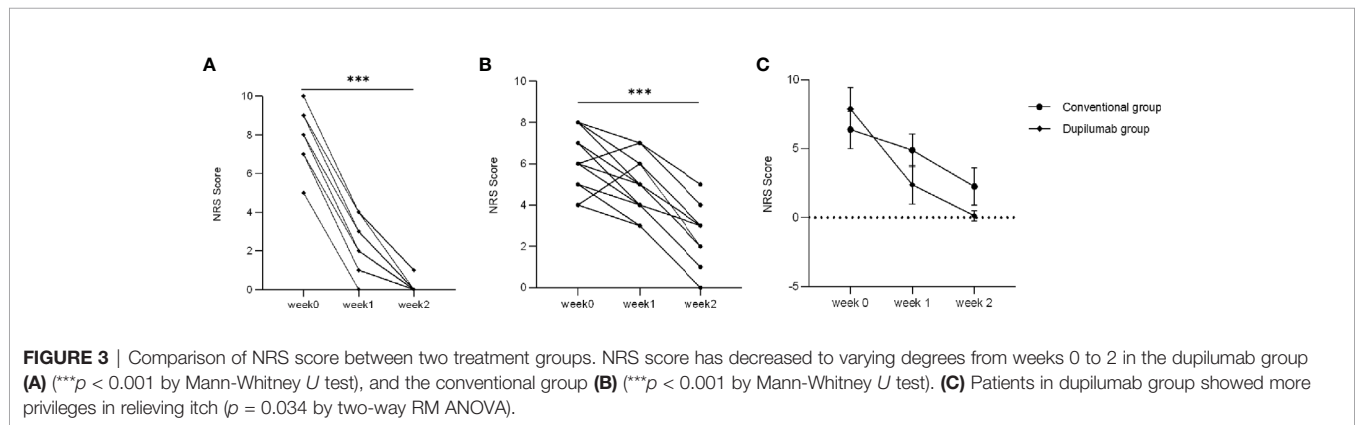 A
***
NRS Score
10
8
6
4
2
0
week0 week1 week2
B
***
NRS Score
10
8
6
4
2
0
week0 week1 week2
C
NRS Score
10
5
0
-5
week 0 week 1 week 2
Conventional group
Dupilumab group
FIGURE 3 | Comparison of NRS score between two treatment groups. NRS score has decreased to varying degrees from weeks 0 to 2 in the dupilumab group
(A) (***p < 0.001 by Mann-Whitney U test), and the conventional group (B) (***p < 0.001 by Mann-Whitney U test). (C) Patients in dupilumab group showed more
privileges in relieving itch (p = 0.034 by two-way RM ANOVA).